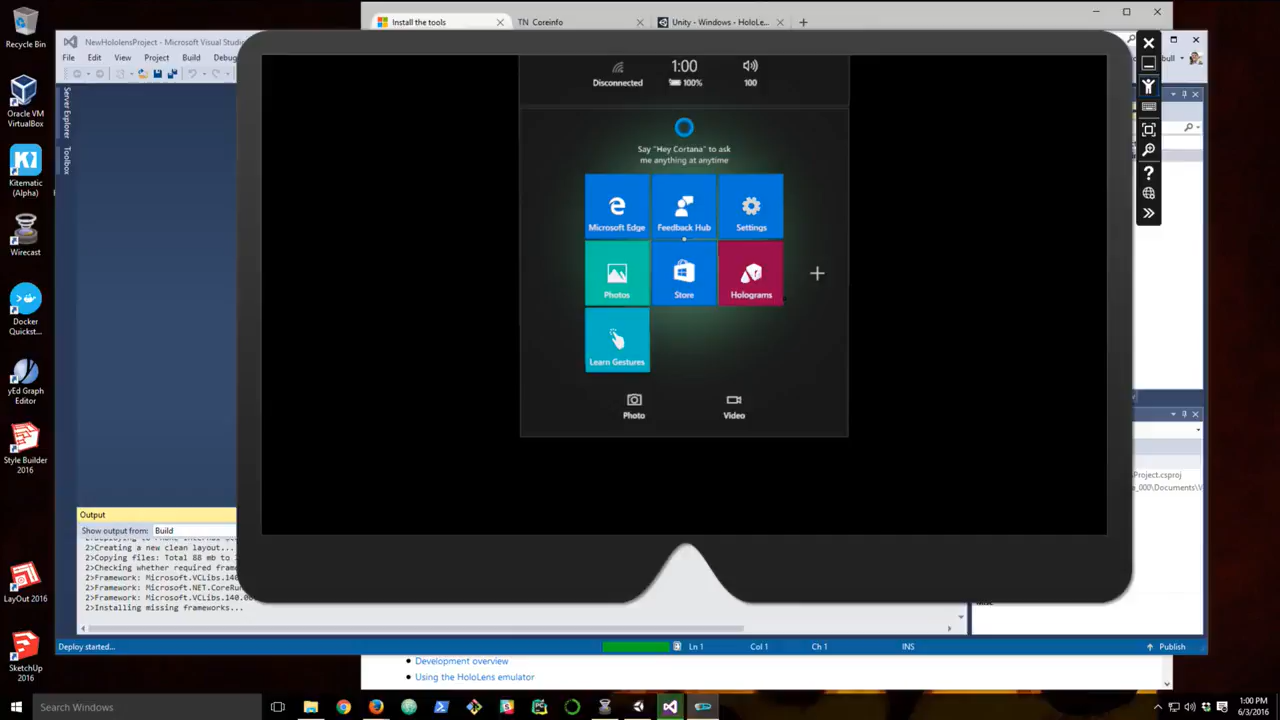 Install the tools
TN Coreinfo
Unity - Windows - HoloLe...
Recycle Bin
Oracle VM
VirtualBox
Kitematic
(Alpha)
Wirecast
Docker
Quickst...
yEd Graph
Editor
Style Builder
2016
LayOut 2016
SketchUp
2016
NewHololensProject - Microsoft Visual Studi
File Edit View Project Build Debug
bull
Server Explorer
Toolbox
Disconnected
1:00
100%
100
Say "Hey Cortana" to ask
me anything at anytime
Microsoft Edge
Feedback Hub
Settings
Photos
Store
Holograms
Learn Gestures
Photo
Video
Project.csproj
a_000\Documents\V
Output
Show output from: Build
2>Creating a new clean layout...
2>Copying files: Total 88 mb to
2>Checking whether required fram
2>Framework: Microsoft.VCLibs.140
2>Framework: Microsoft.NET.CoreRun
2>Framework: Microsoft.VCLibs.140.00
2>Installing missing frameworks...
Deploy started...
Ln 1
Col 1
Ch 1
INS
Publish
Development overview
Using the HoloLens emulator
Search Windows
1:00 PM
6/3/2016